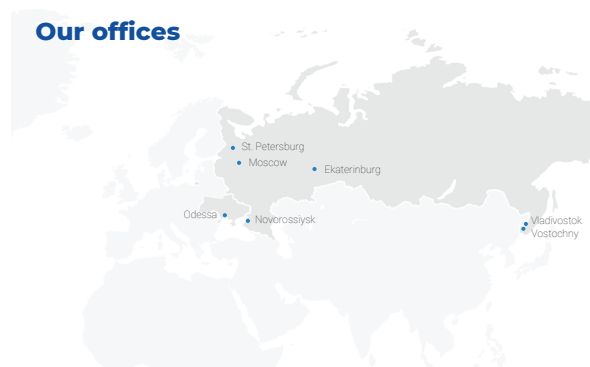 Our offices
St. Petersburg
Moscow
Ekaterinburg
Odessa
Novorossiysk
Vladivostok
Vostochny